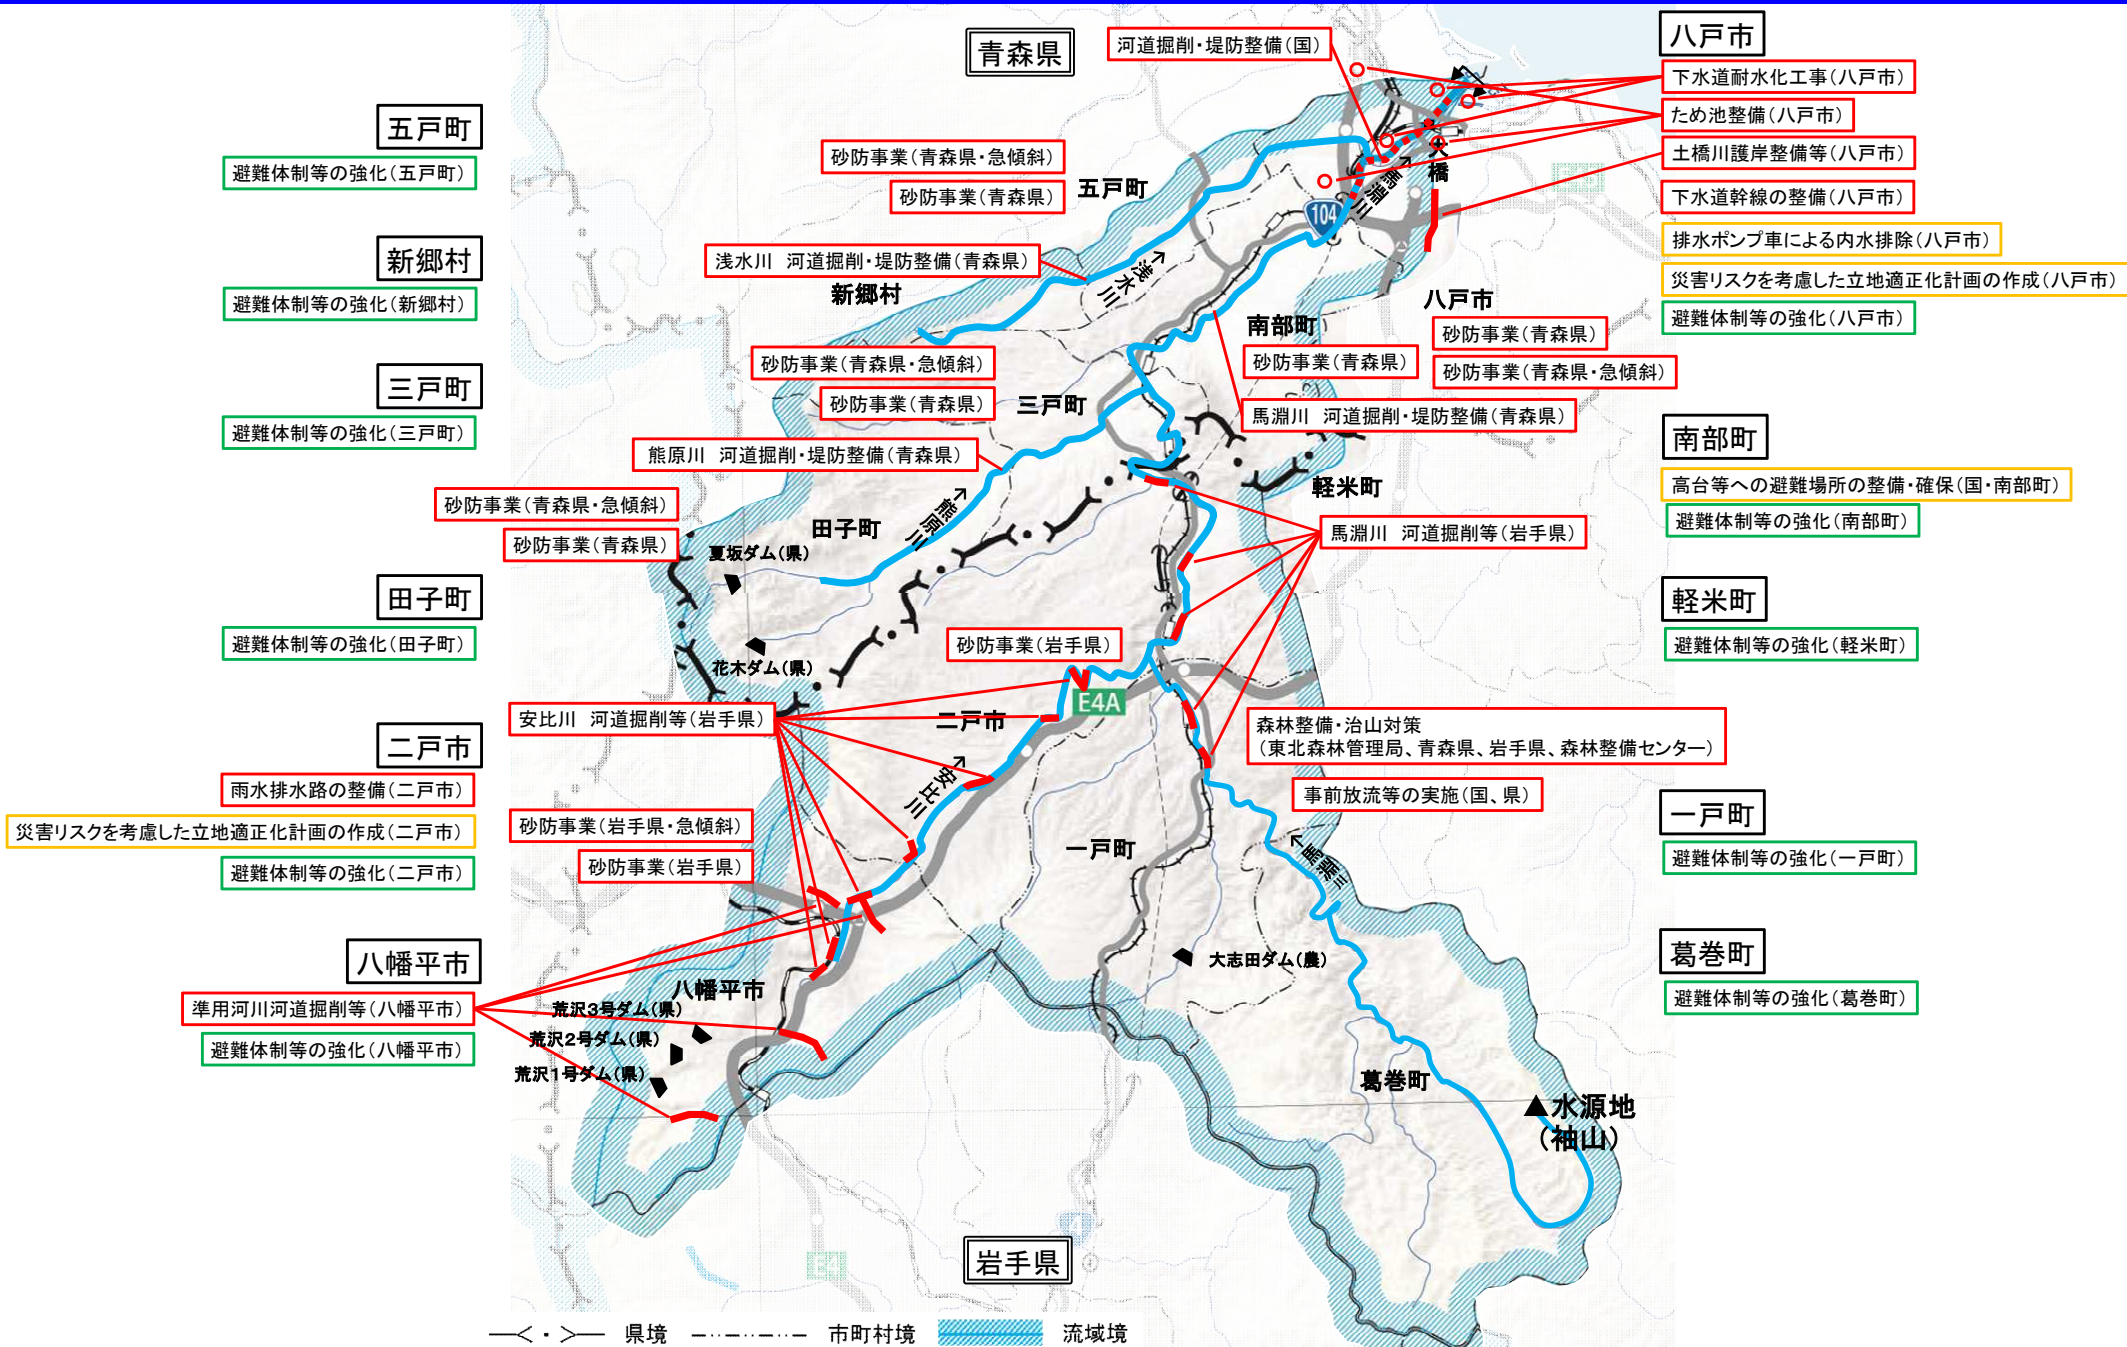 青森県
河道掘削・堤防整備(国)
八戸市
下水道耐水化工事(八戸市)
ため池整備(八戸市)
土橋川護岸整備等(八戸市)
下水道幹線の整備(八戸市)
排水ポンプ車による内水排除(八戸市)
災害リスクを考慮した立地適正化計画の作成(八戸市)
避難体制等の強化(八戸市)
五戸町
避難体制等の強化(五戸町)
新郷村
避難体制等の強化(新郷村)
三戸町
避難体制等の強化(三戸町)
田子町
避難体制等の強化(田子町)
二戸市
雨水排水路の整備(二戸市)
災害リスクを考慮した立地適正化計画の作成(二戸市)
避難体制等の強化(二戸市)
八幡平市
準用河川河道掘削等(八幡平市)
避難体制等の強化(八幡平市)
砂防事業(青森県・急傾斜)
砂防事業(青森県)
五戸町
大橋
馬淵川
104
浅水川 河道掘削・堤防整備(青森県)
浅水川
新郷村
八戸市
南部町
砂防事業(青森県)
砂防事業(青森県)
砂防事業(青森県・急傾斜)
砂防事業(青森県・急傾斜)
砂防事業(青森県)
三戸町
馬淵川 河道掘削・堤防整備(青森県)
熊原川 河道掘削・堤防整備(青森県)
熊原川
軽米町
砂防事業(青森県・急傾斜)
砂防事業(青森県)
田子町
夏坂ダム(県)
馬淵川 河道掘削等(岩手県)
花木ダム(県)
砂防事業(岩手県)
E4A
安比川 河道掘削等(岩手県)
二戸市
安比川
森林整備・治山対策
(東北森林管理局、青森県、岩手県、森林整備センター)
事前放流等の実施(国、県)
砂防事業(岩手県・急傾斜)
砂防事業(岩手県)
一戸町
馬淵川
大志田ダム(農)
八幡平市
荒沢3号ダム(県)
荒沢2号ダム(県)
荒沢1号ダム(県)
葛巻町
▲水源地
(袖山)
南部町
高台等への避難場所の整備・確保(国・南部町)
避難体制等の強化(南部町)
軽米町
避難体制等の強化(軽米町)
一戸町
避難体制等の強化(一戸町)
葛巻町
避難体制等の強化(葛巻町)
4
E4
岩手県
県境
市町村境
流域境